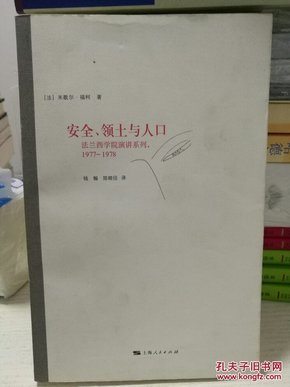 [法] 米歇尔·福柯 著
安全、领土与人口
法兰西学院演讲系列，
1977-1978
钱翰 陈晓径 译
上海人民出版社
孔夫子旧书网